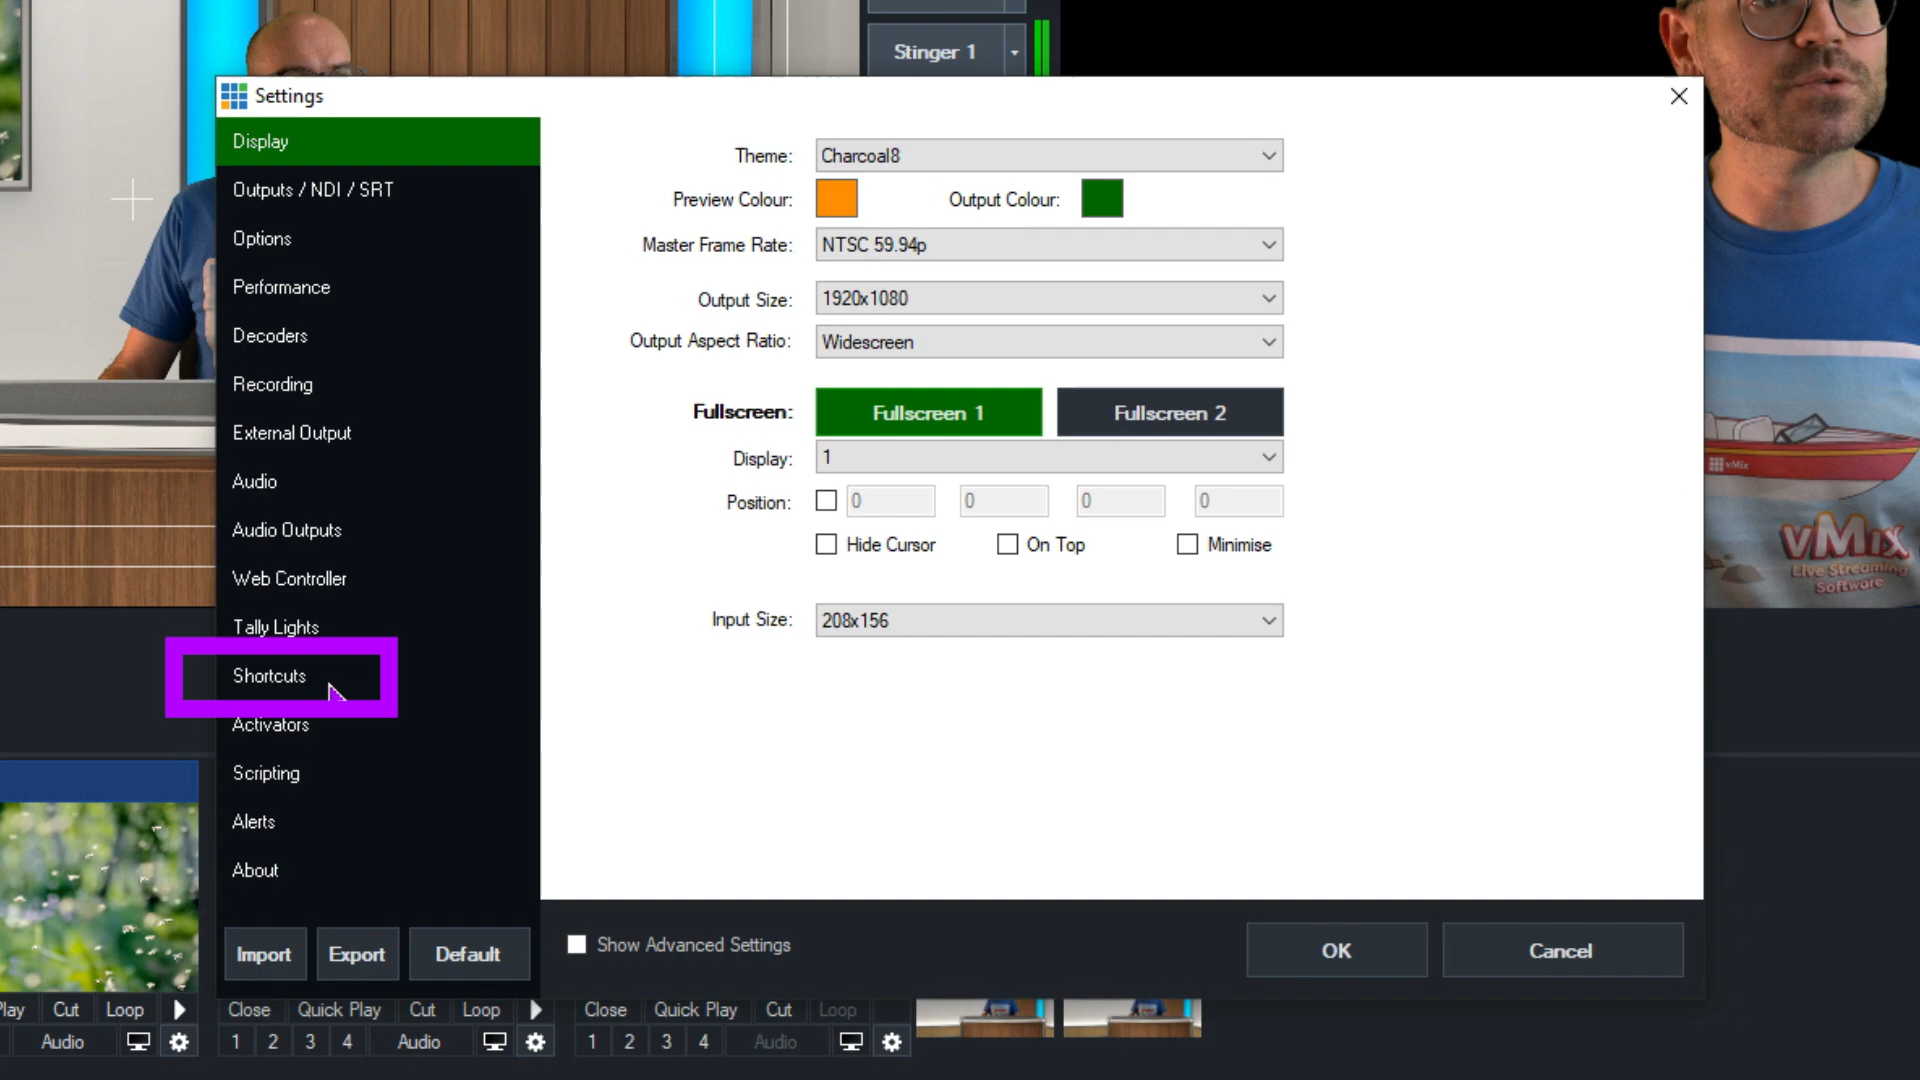 Stinger 1
Settings
Display
Outputs / NDI / SRT
Options
Performance
Decoders
Recording
External Output
Audio
Audio Outputs
Web Controller
Tally Lights
Shortcuts
Activators
Scripting
Alerts
About
Import Export Default
Theme: Charcoal8
Preview Colour: Output Colour:
Master Frame Rate: NTSC 59.94p
Output Size: 1920x1080
Output Aspect Ratio: Widescreen
Fullscreen: Fullscreen 1 Fullscreen 2
Display: 1
Position: 0 0 0 0
Hide Cursor On Top Minimise
Input Size: 208x156
Show Advanced Settings
OK Cancel
vMix
vMix
Live Streaming
Software
lay Cut Loop Close Quick Play Cut Loop Close Quick Play Cut Loop
Audio 1 2 3 4 Audio 1 2 3 4 Audio